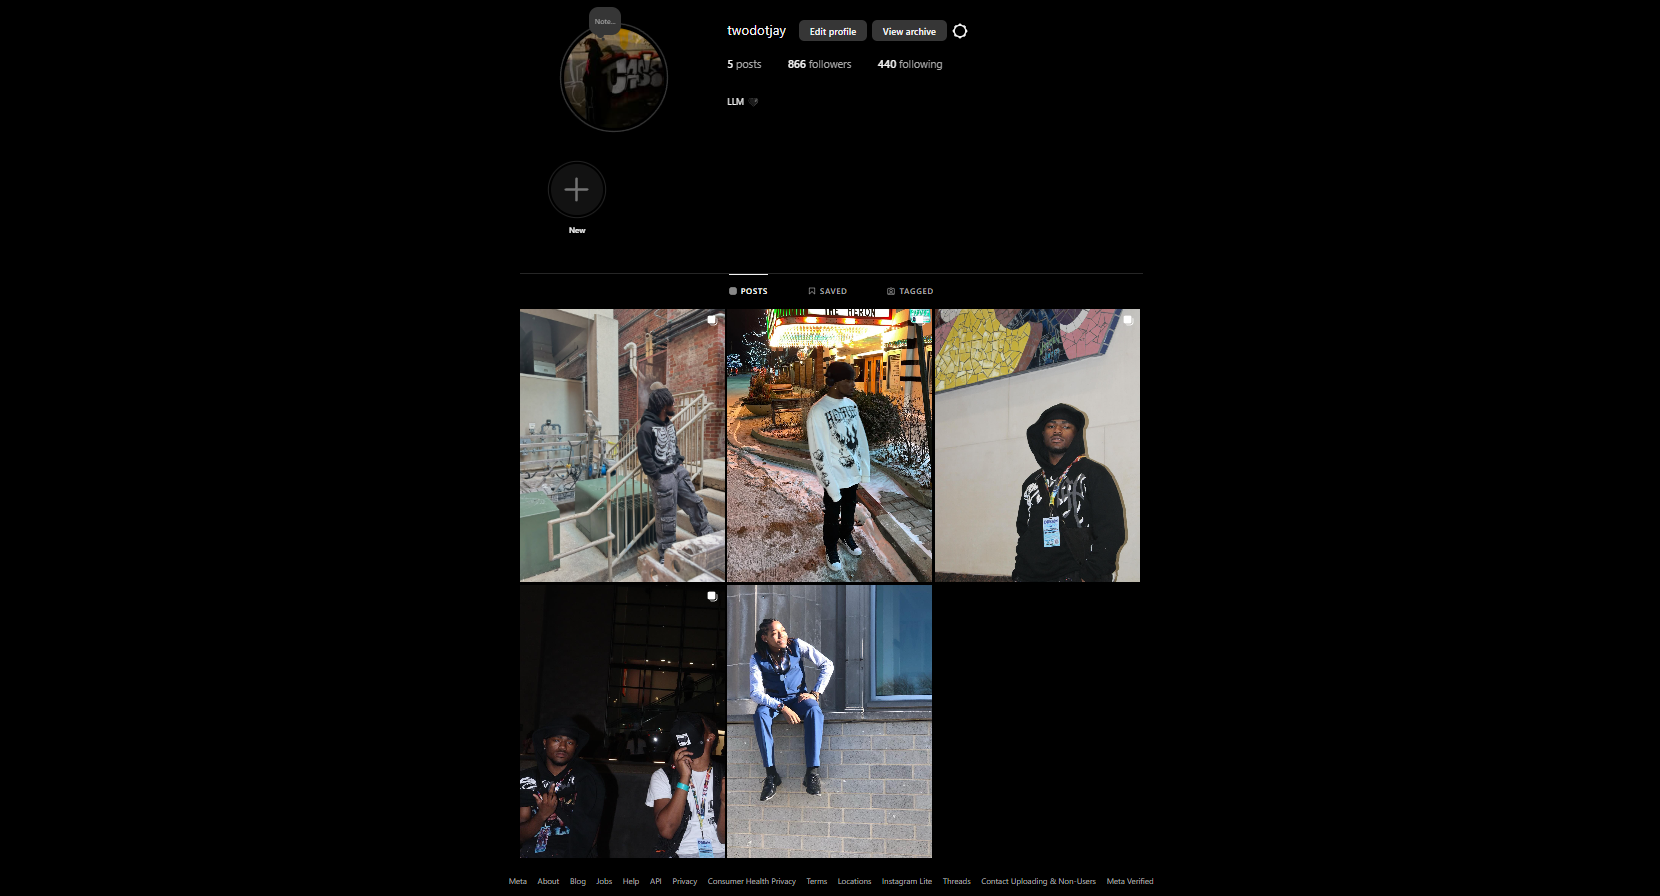 Note...
twodotjay
Edit profile
View archive
5 posts
866 followers
440 following
LLM
New
POSTS
SAVED
TAGGED
THE HERON
Meta
About
Blog
Jobs
Help
API
Privacy
Consumer Health Privacy
Terms
Locations
Instagram Lite
Threads
Contact Uploading & Non-Users
Meta Verified